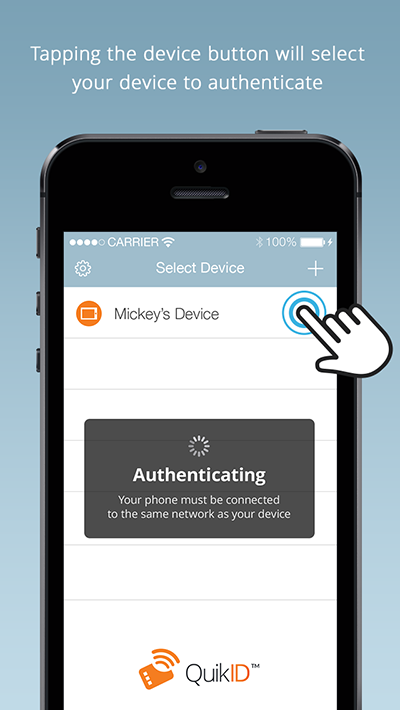 Tapping the device button will select
your device to authenticate
CARRIER 100%
Select Device
Mickey's Device
Authenticating
Your phone must be connected
to the same network as your device
QuikID™